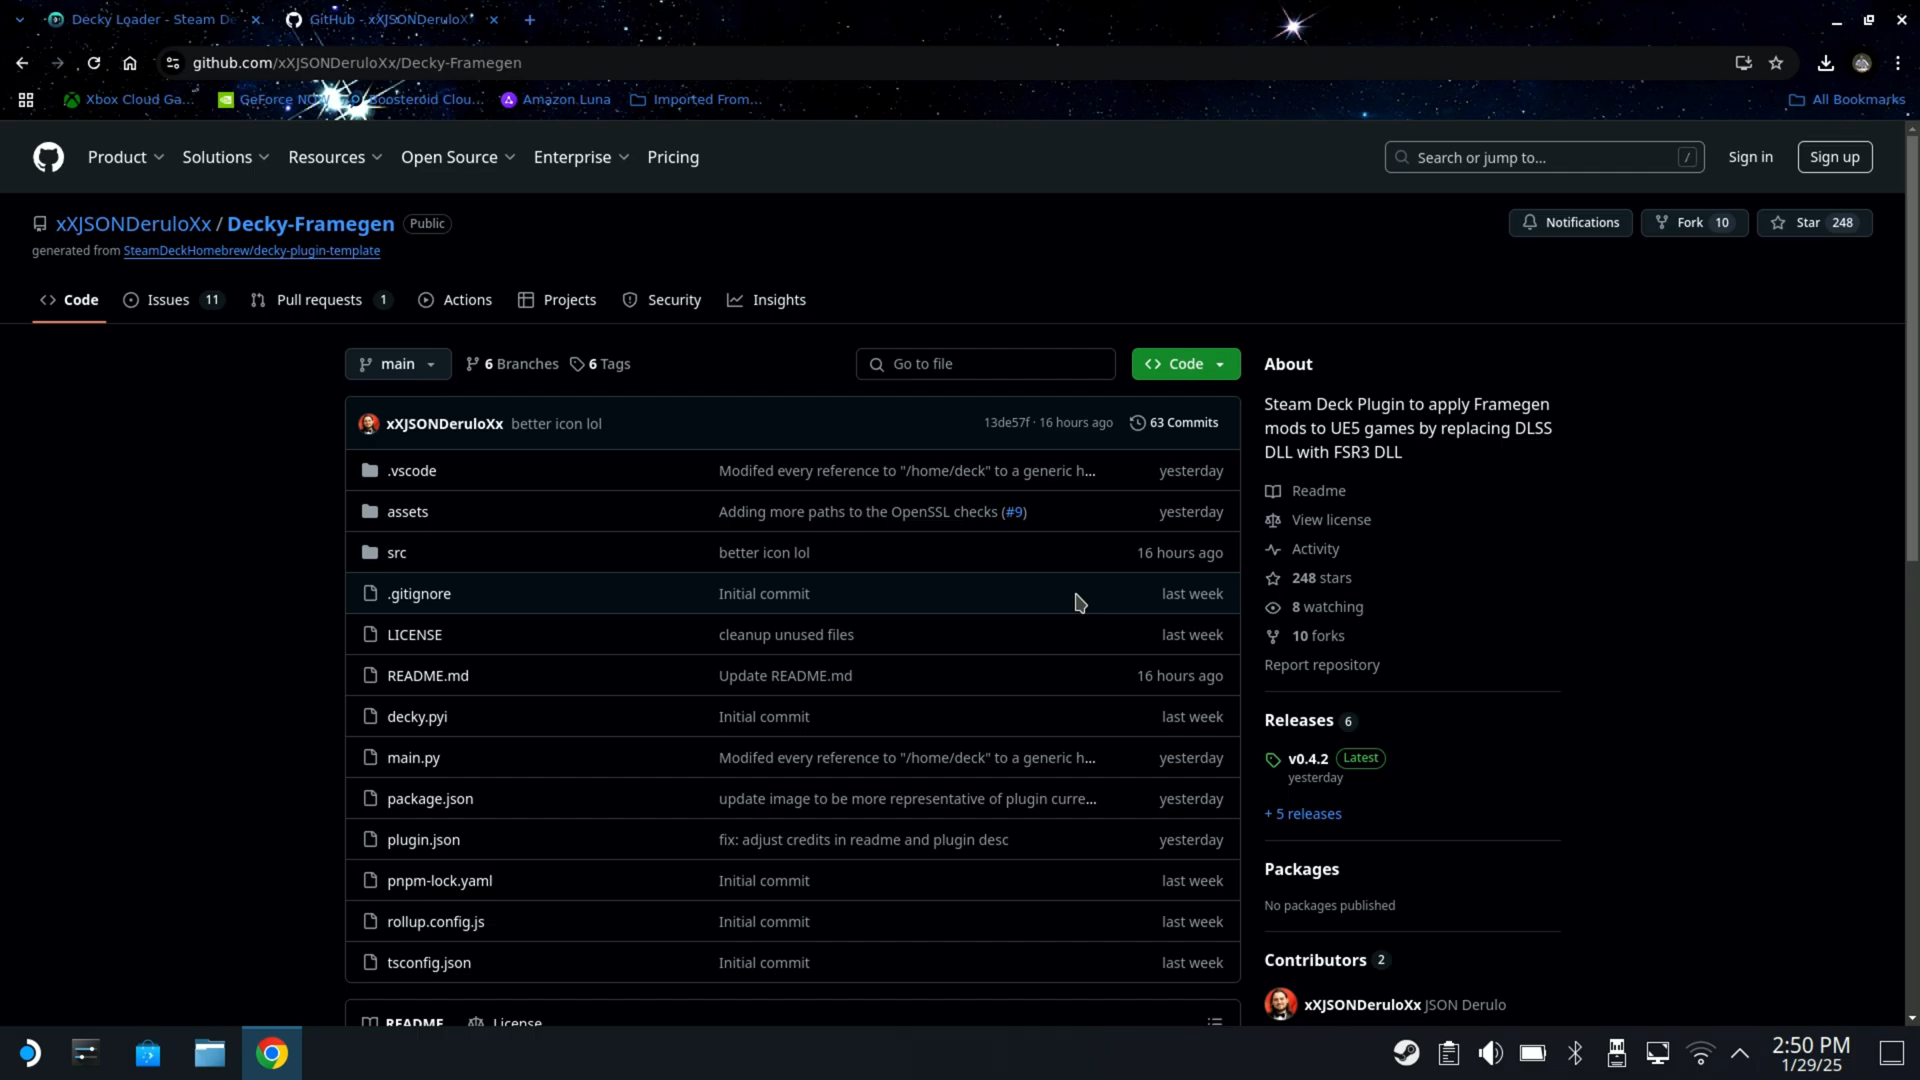 Decky Loader - Steam De
GitHub - xXJSONDeruloX
github.com/xXJSONDeruloXx/Decky-Framegen
Xbox Cloud Ga...
GeForce NO
Boosteroid Clou...
Amazon Luna
Imported From...
All Bookmarks
Product
Solutions
Resources
Open Source
Enterprise
Pricing
Search or jump to...
/
Sign in
Sign up
xXJSONDeruloXx / Decky-Framegen
Public
Notifications
Fork 10
Star 248
generated from SteamDeckHomebrew/decky-plugin-template
Code
Issues 11
Pull requests 1
Actions
Projects
Security
Insights
main
6 Branches
6 Tags
Go to file
Code
xXJSONDeruloXx better icon lol 13de57f · 16 hours ago 63 Commits
.vscode Modifed every reference to "/home/deck" to a generic h... yesterday
assets Adding more paths to the OpenSSL checks (#9) yesterday
src better icon lol 16 hours ago
.gitignore Initial commit last week
LICENSE cleanup unused files last week
README.md Update README.md 16 hours ago
decky.pyi Initial commit last week
main.py Modifed every reference to "/home/deck" to a generic h... yesterday
package.json update image to be more representative of plugin curre... yesterday
plugin.json fix: adjust credits in readme and plugin desc yesterday
pnpm-lock.yaml Initial commit last week
rollup.config.js Initial commit last week
tsconfig.json Initial commit last week
README
License
About
Steam Deck Plugin to apply Framegen
mods to UE5 games by replacing DLSS
DLL with FSR3 DLL
Readme
View license
Activity
248 stars
8 watching
10 forks
Report repository
Releases 6
v0.4.2 Latest
yesterday
+ 5 releases
Packages
No packages published
Contributors 2
xXJSONDeruloXx JSON Derulo
2:50 PM
1/29/25